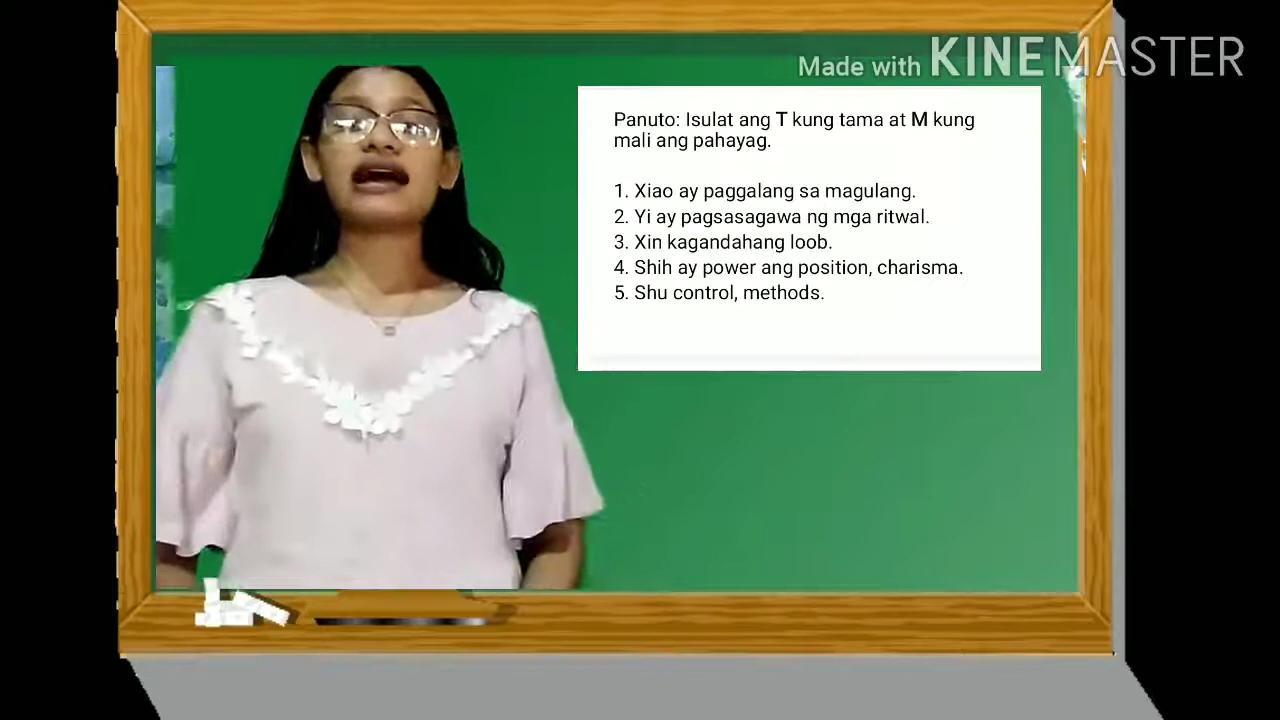 Made with KINEMASTER
Panuto: Isulat ang T kung tama at M kung
mali ang pahayag.
1. Xiao ay paggalang sa magulang.
2. Yi ay pagsasagawa ng mga ritwal.
3. Xin kagandahang loob.
4. Shih ay power ang position, charisma.
5. Shu control, methods.